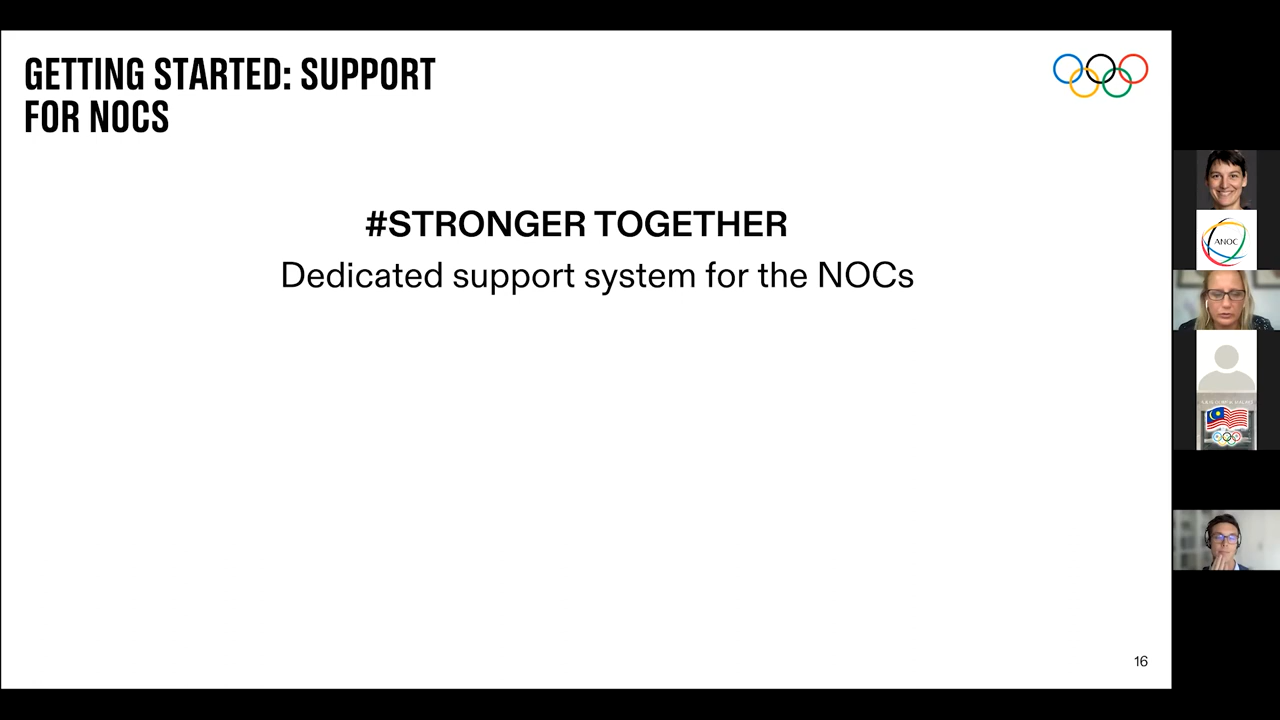 GETTING STARTED: SUPPORT
FOR NOCS
#STRONGER TOGETHER
Dedicated support system for the NOCs
ANOC
16